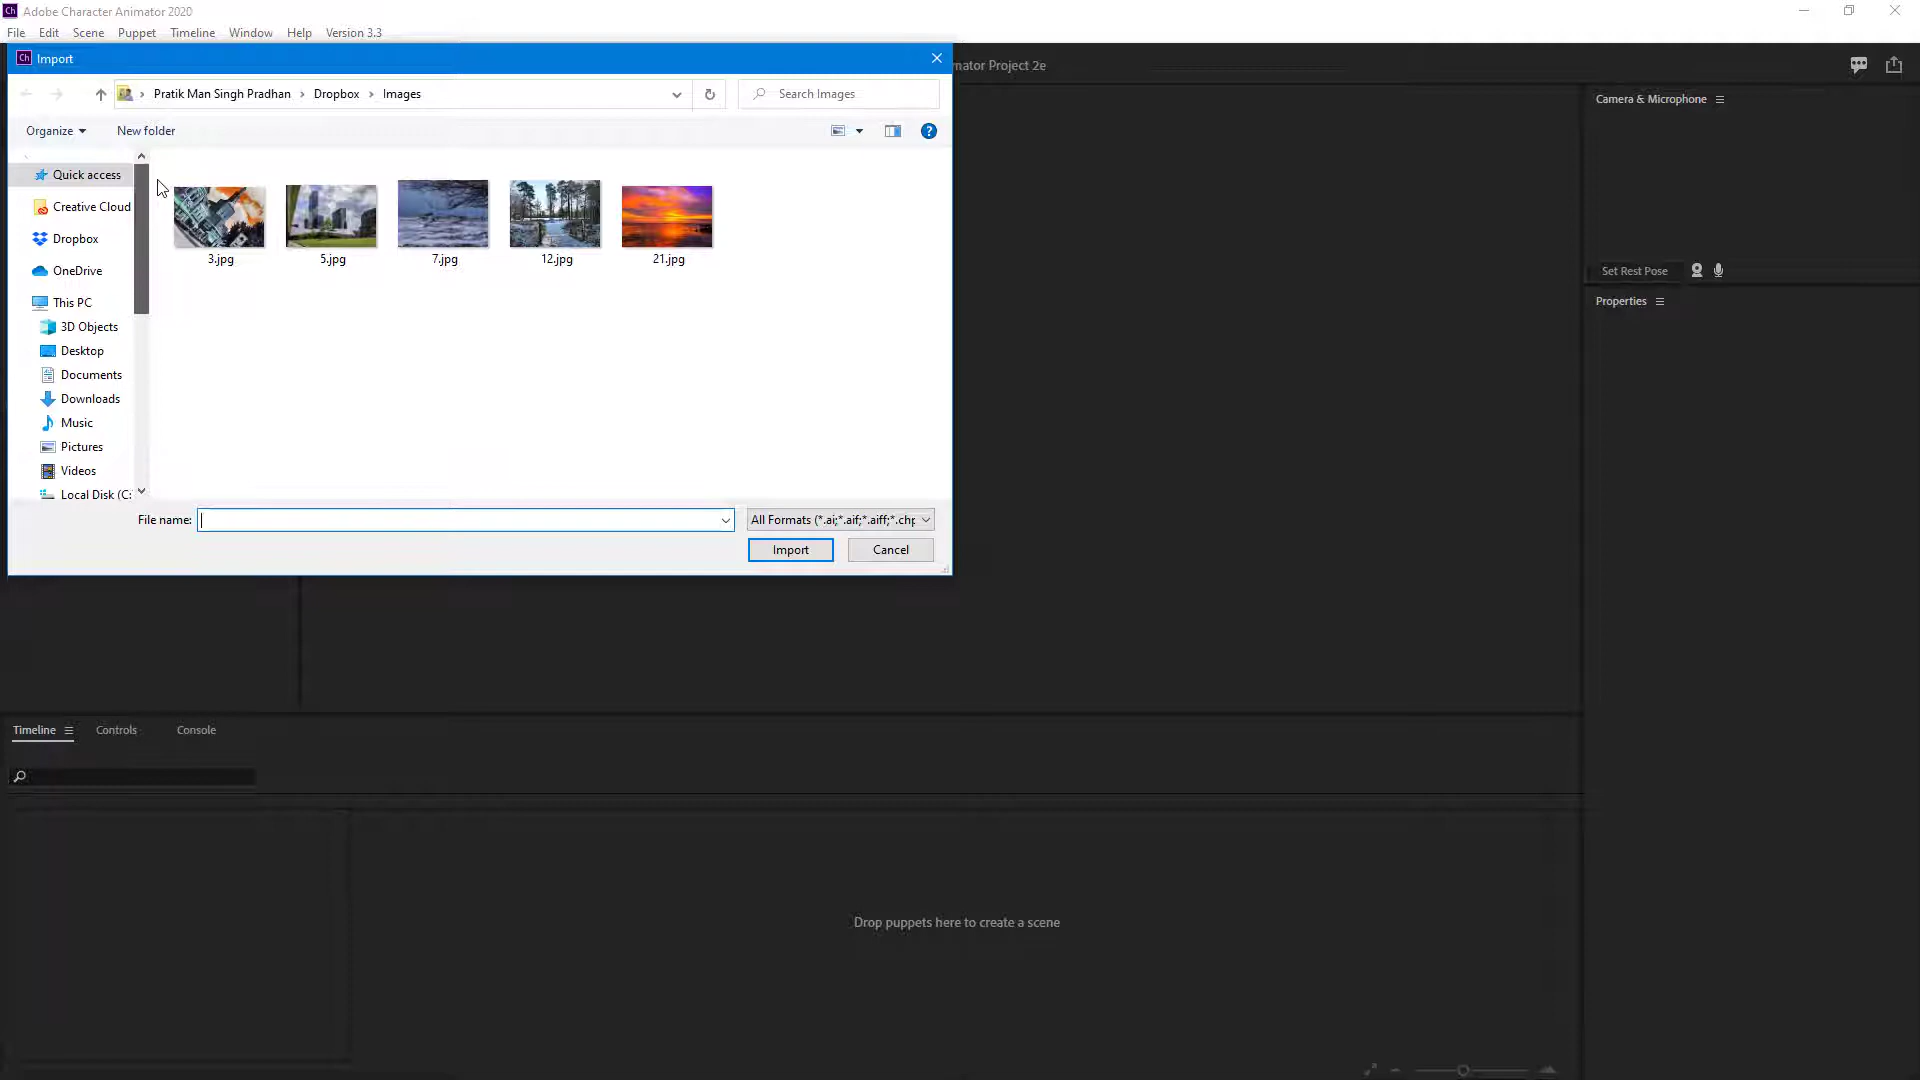 Ch Adobe Character Animator 2020
File Edit Scene Puppet Timeline Window Help Version 3.3
Ch Import
mator Project 2e
Pratik Man Singh Pradhan > Dropbox > Images
Search Images
Camera & Microphone
Organize New folder
Quick access
Creative Cloud
Dropbox
OneDrive
This PC
3D Objects
Desktop
Documents
Downloads
Music
Pictures
Videos
Local Disk (C:
3.jpg 5.jpg 7.jpg 12.jpg 21.jpg
Set Rest Pose
Properties
File name:
All Formats (*.ai;*.aif;*.aiff;*.chp
Import Cancel
Timeline Controls Console
Drop puppets here to create a scene